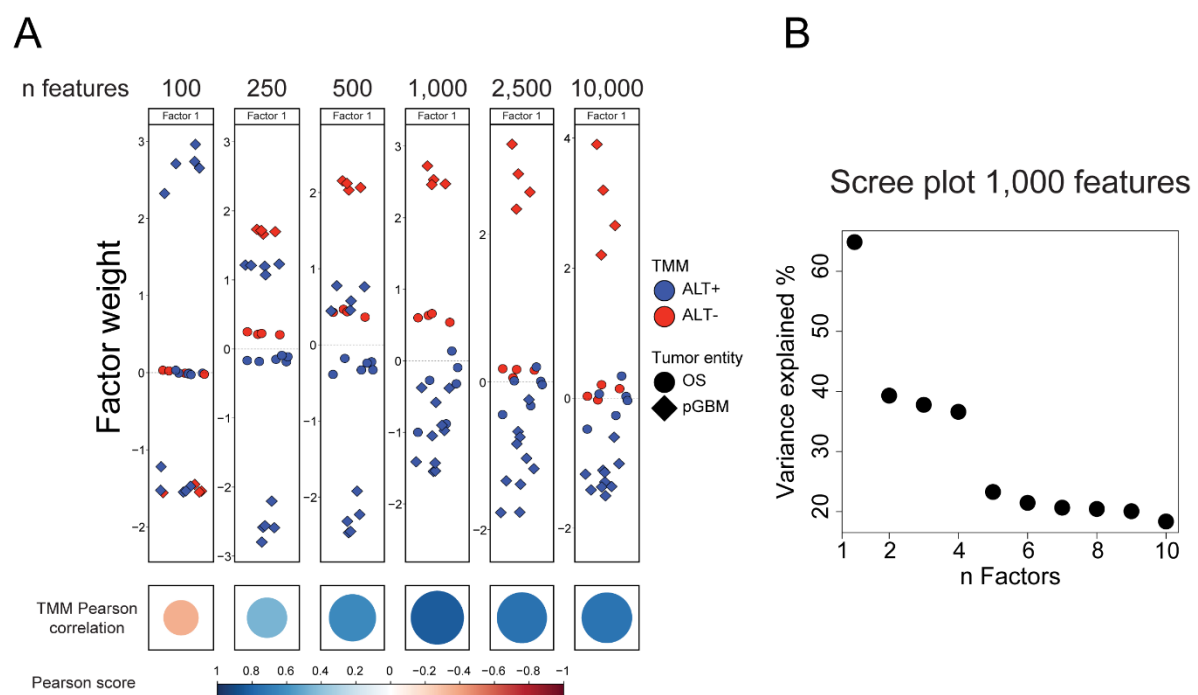 A
B
n features 100 250 500 1,000 2,500 10,000
Factor 1 Factor 1 Factor 1 Factor 1 Factor 1 Factor 1
Factor weight
3
2
1
0
−1
−2
3
2
1
0
−1
−2
−3
2
1
0
−1
−2
3
2
1
0
−1
−2
2
0
−2
4
2
0
−2
TMM
ALT+
ALT-
Tumor entity
OS
pGBM
TMM Pearson
correlation
Pearson score
1 0.8 0.6 0.4 0.2 0 −0.2 −0.4 −0.6 −0.8 −1
Scree plot 1,000 features
Variance explained %
60
50
40
30
20
1 2 4 6 8 10
n Factors